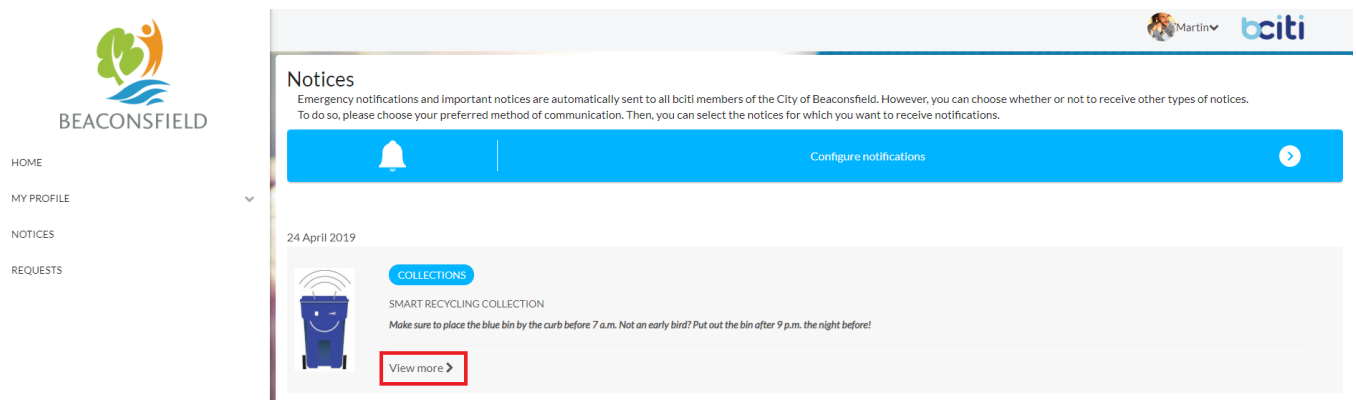 Martin
bciti
BEACONSFIELD
HOME
MY PROFILE
NOTICES
REQUESTS
Notices
Emergency notifications and important notices are automatically sent to all bciti members of the City of Beaconsfield. However, you can choose whether or not to receive other types of notices.
To do so, please choose your preferred method of communication. Then, you can select the notices for which you want to receive notifications.
Configure notifications
24 April 2019
COLLECTIONS
SMART RECYCLING COLLECTION
Make sure to place the blue bin by the curb before 7 a.m. Not an early bird? Put out the bin after 9 p.m. the night before!
View more